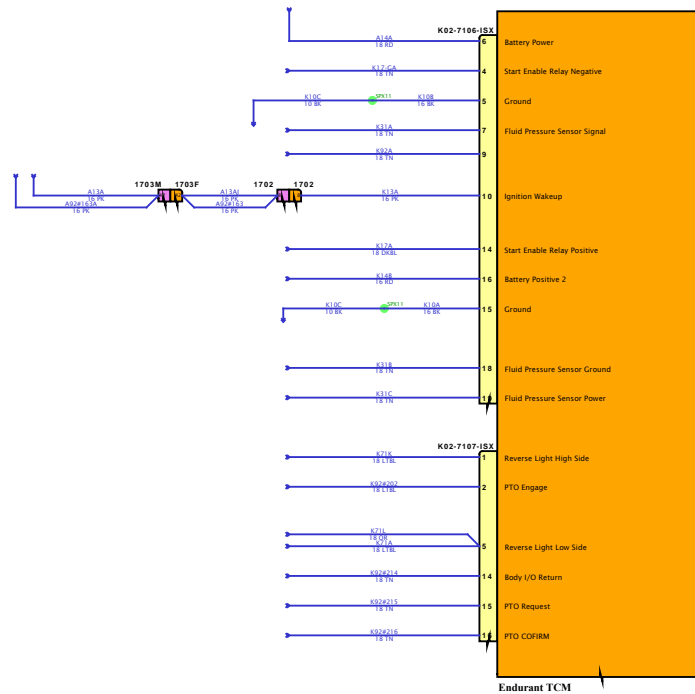 K02-7106-ISX
A14A
18 RD
6
Battery Power
K17-GA
18 TN
4
Start Enable Relay Negative
K10C
10 BK
SPK11
K10B
16 BK
5
Ground
K31A
18 TN
7
Fluid Pressure Sensor Signal
K92A
18 TN
9
1703M
1703F
1702
1702
A13A
16 PK
A92#163A
16 PK
A13AJ
16 PK
A92#163
16 PK
K13A
16 PK
10
Ignition Wakeup
K17A
18 DKBL
14
Start Enable Relay Positive
K14B
16 RD
16
Battery Positive 2
K10C
10 BK
SPK11
K10A
16 BK
15
Ground
K31B
18 TN
18
Fluid Pressure Sensor Ground
K31C
18 TN
19
Fluid Pressure Sensor Power
K02-7107-ISX
K71K
18 LTBL
1
Reverse Light High Side
K92#202
18 LTBL
2
PTO Engage
K71L
18 OR
K71A
18 LTBL
5
Reverse Light Low Side
K92#214
18 TN
14
Body I/O Return
K92#215
18 TN
15
PTO Request
K92#216
18 TN
16
PTO COFIRM
Endurant TCM